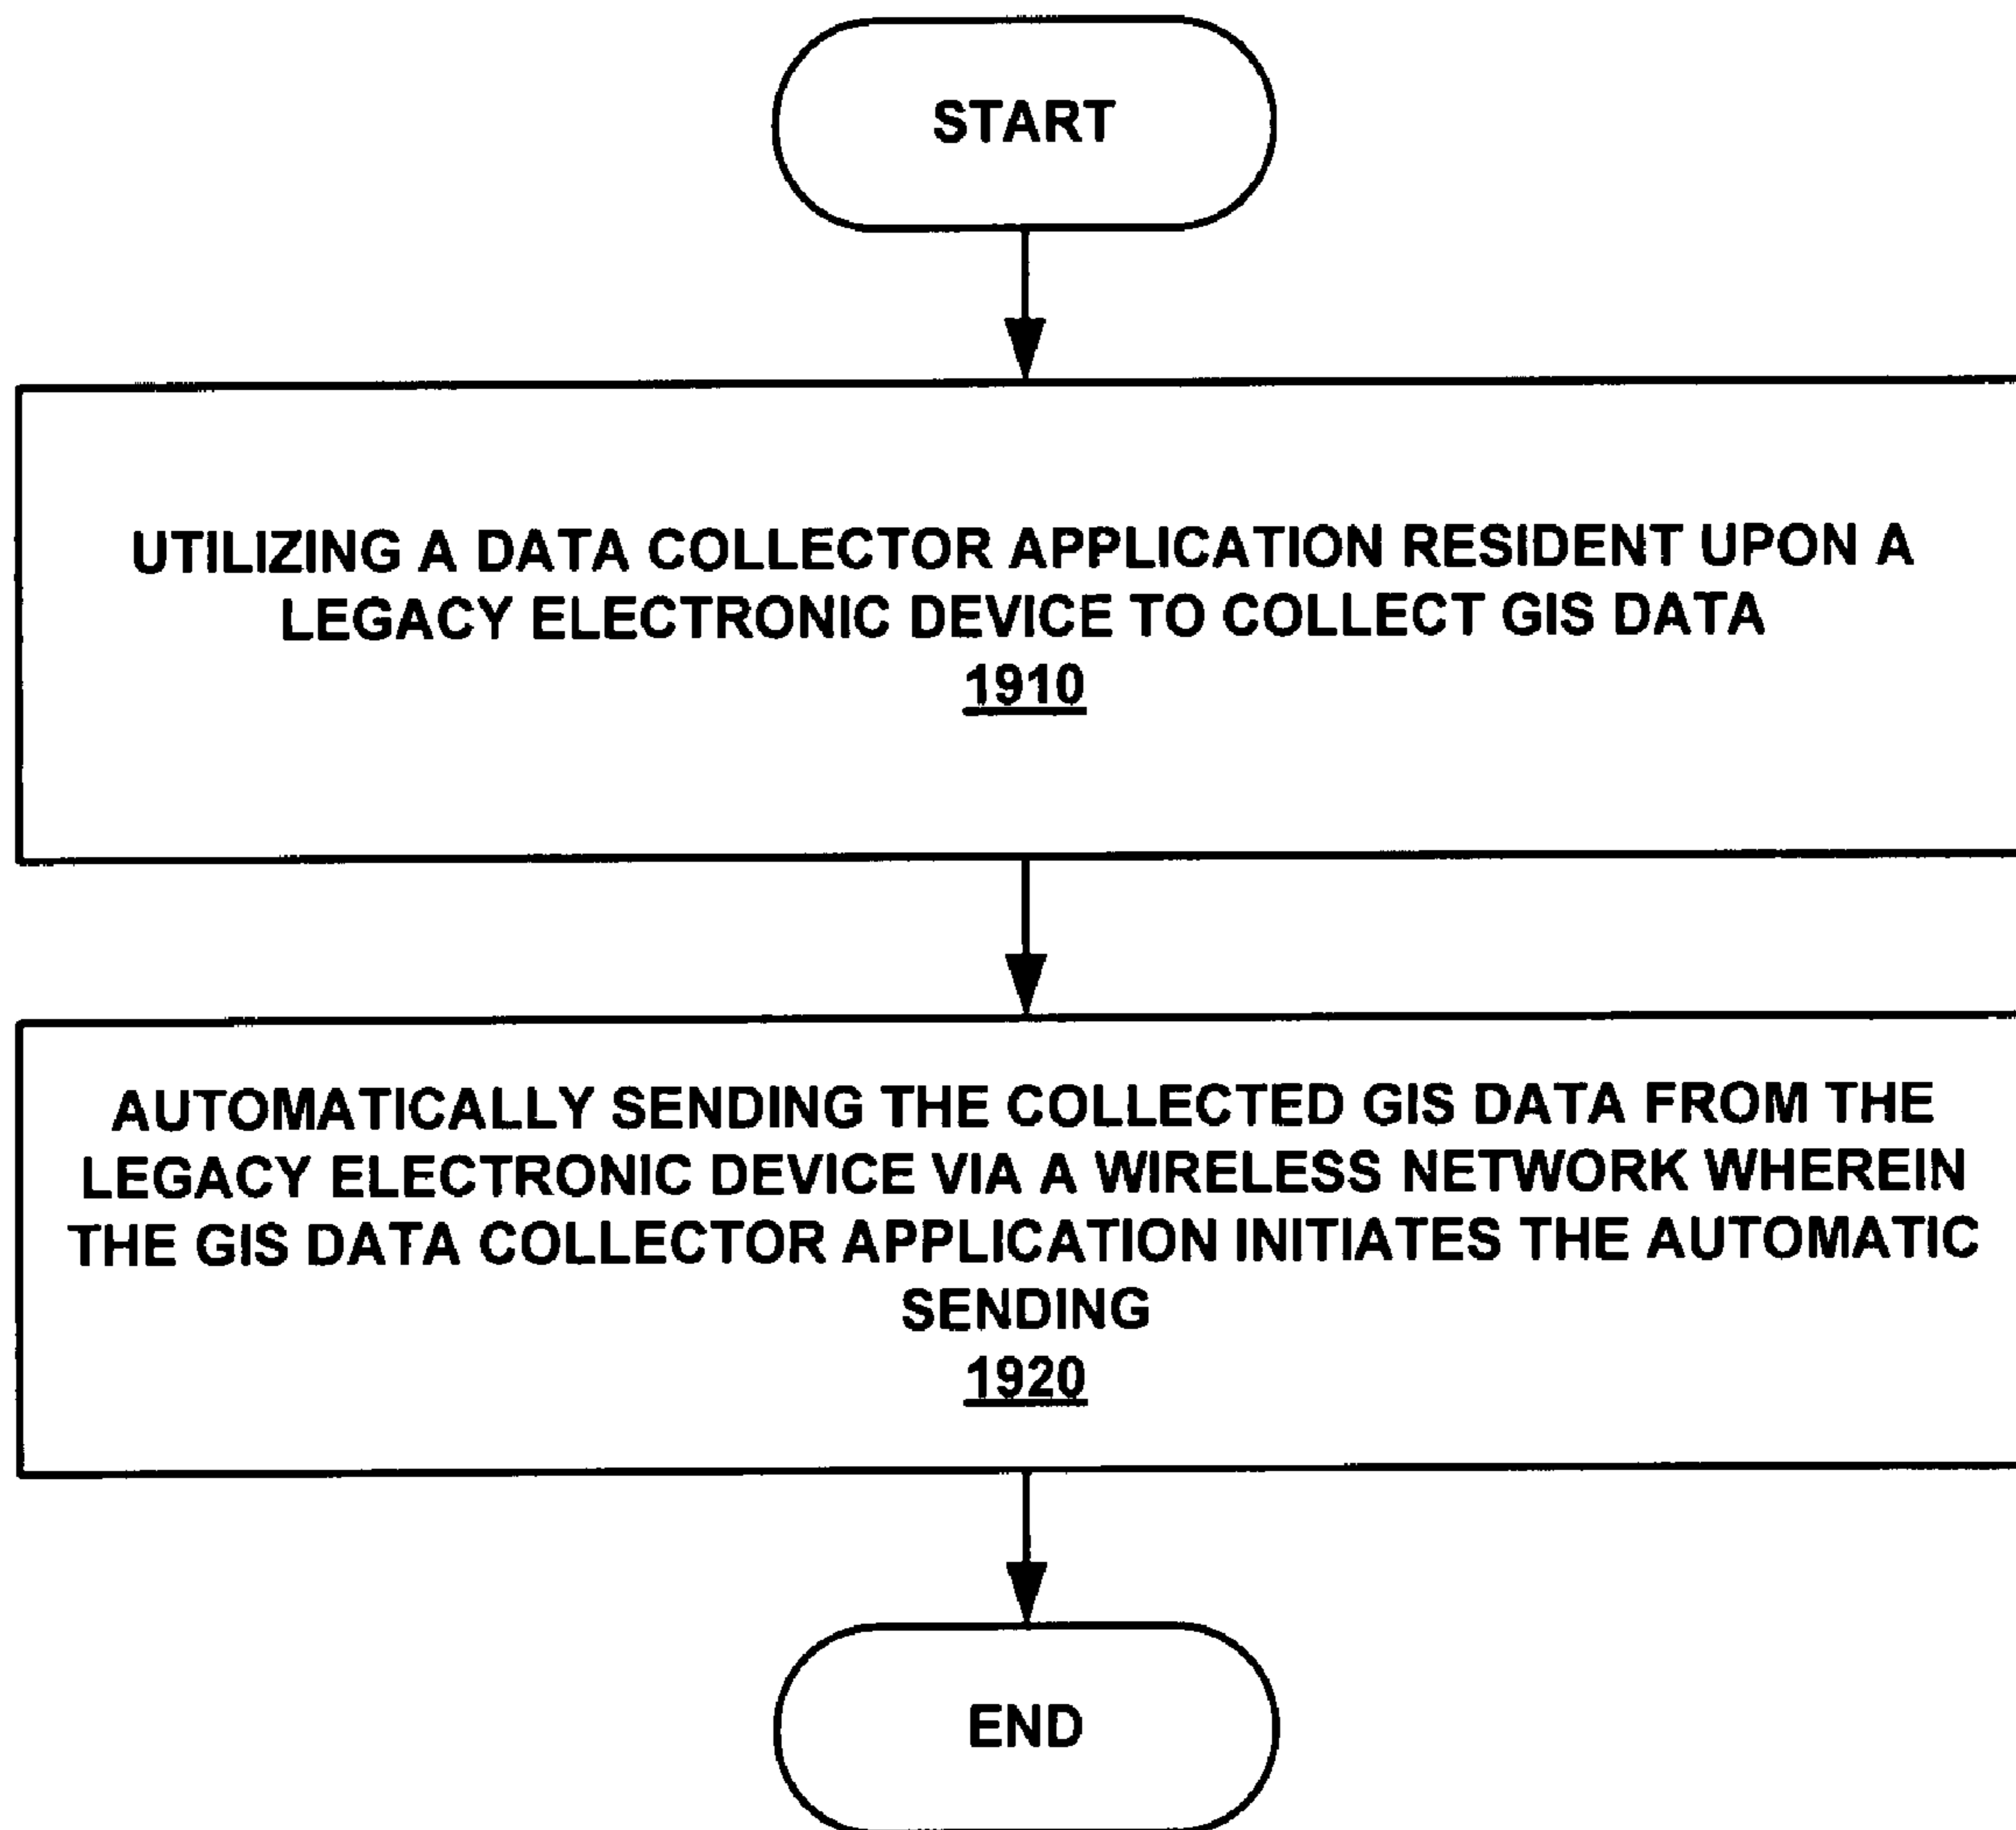 START
UTILIZING A DATA COLLECTOR APPLICATION RESIDENT UPON A
LEGACY ELECTRONIC DEVICE TO COLLECT GIS DATA
1910
AUTOMATICALLY SENDING THE COLLECTED GIS DATA FROM THE
LEGACY ELECTRONIC DEVICE VIA A WIRELESS NETWORK WHEREIN
THE GIS DATA COLLECTOR APPLICATION INITIATES THE AUTOMATIC
SENDING
1920
END